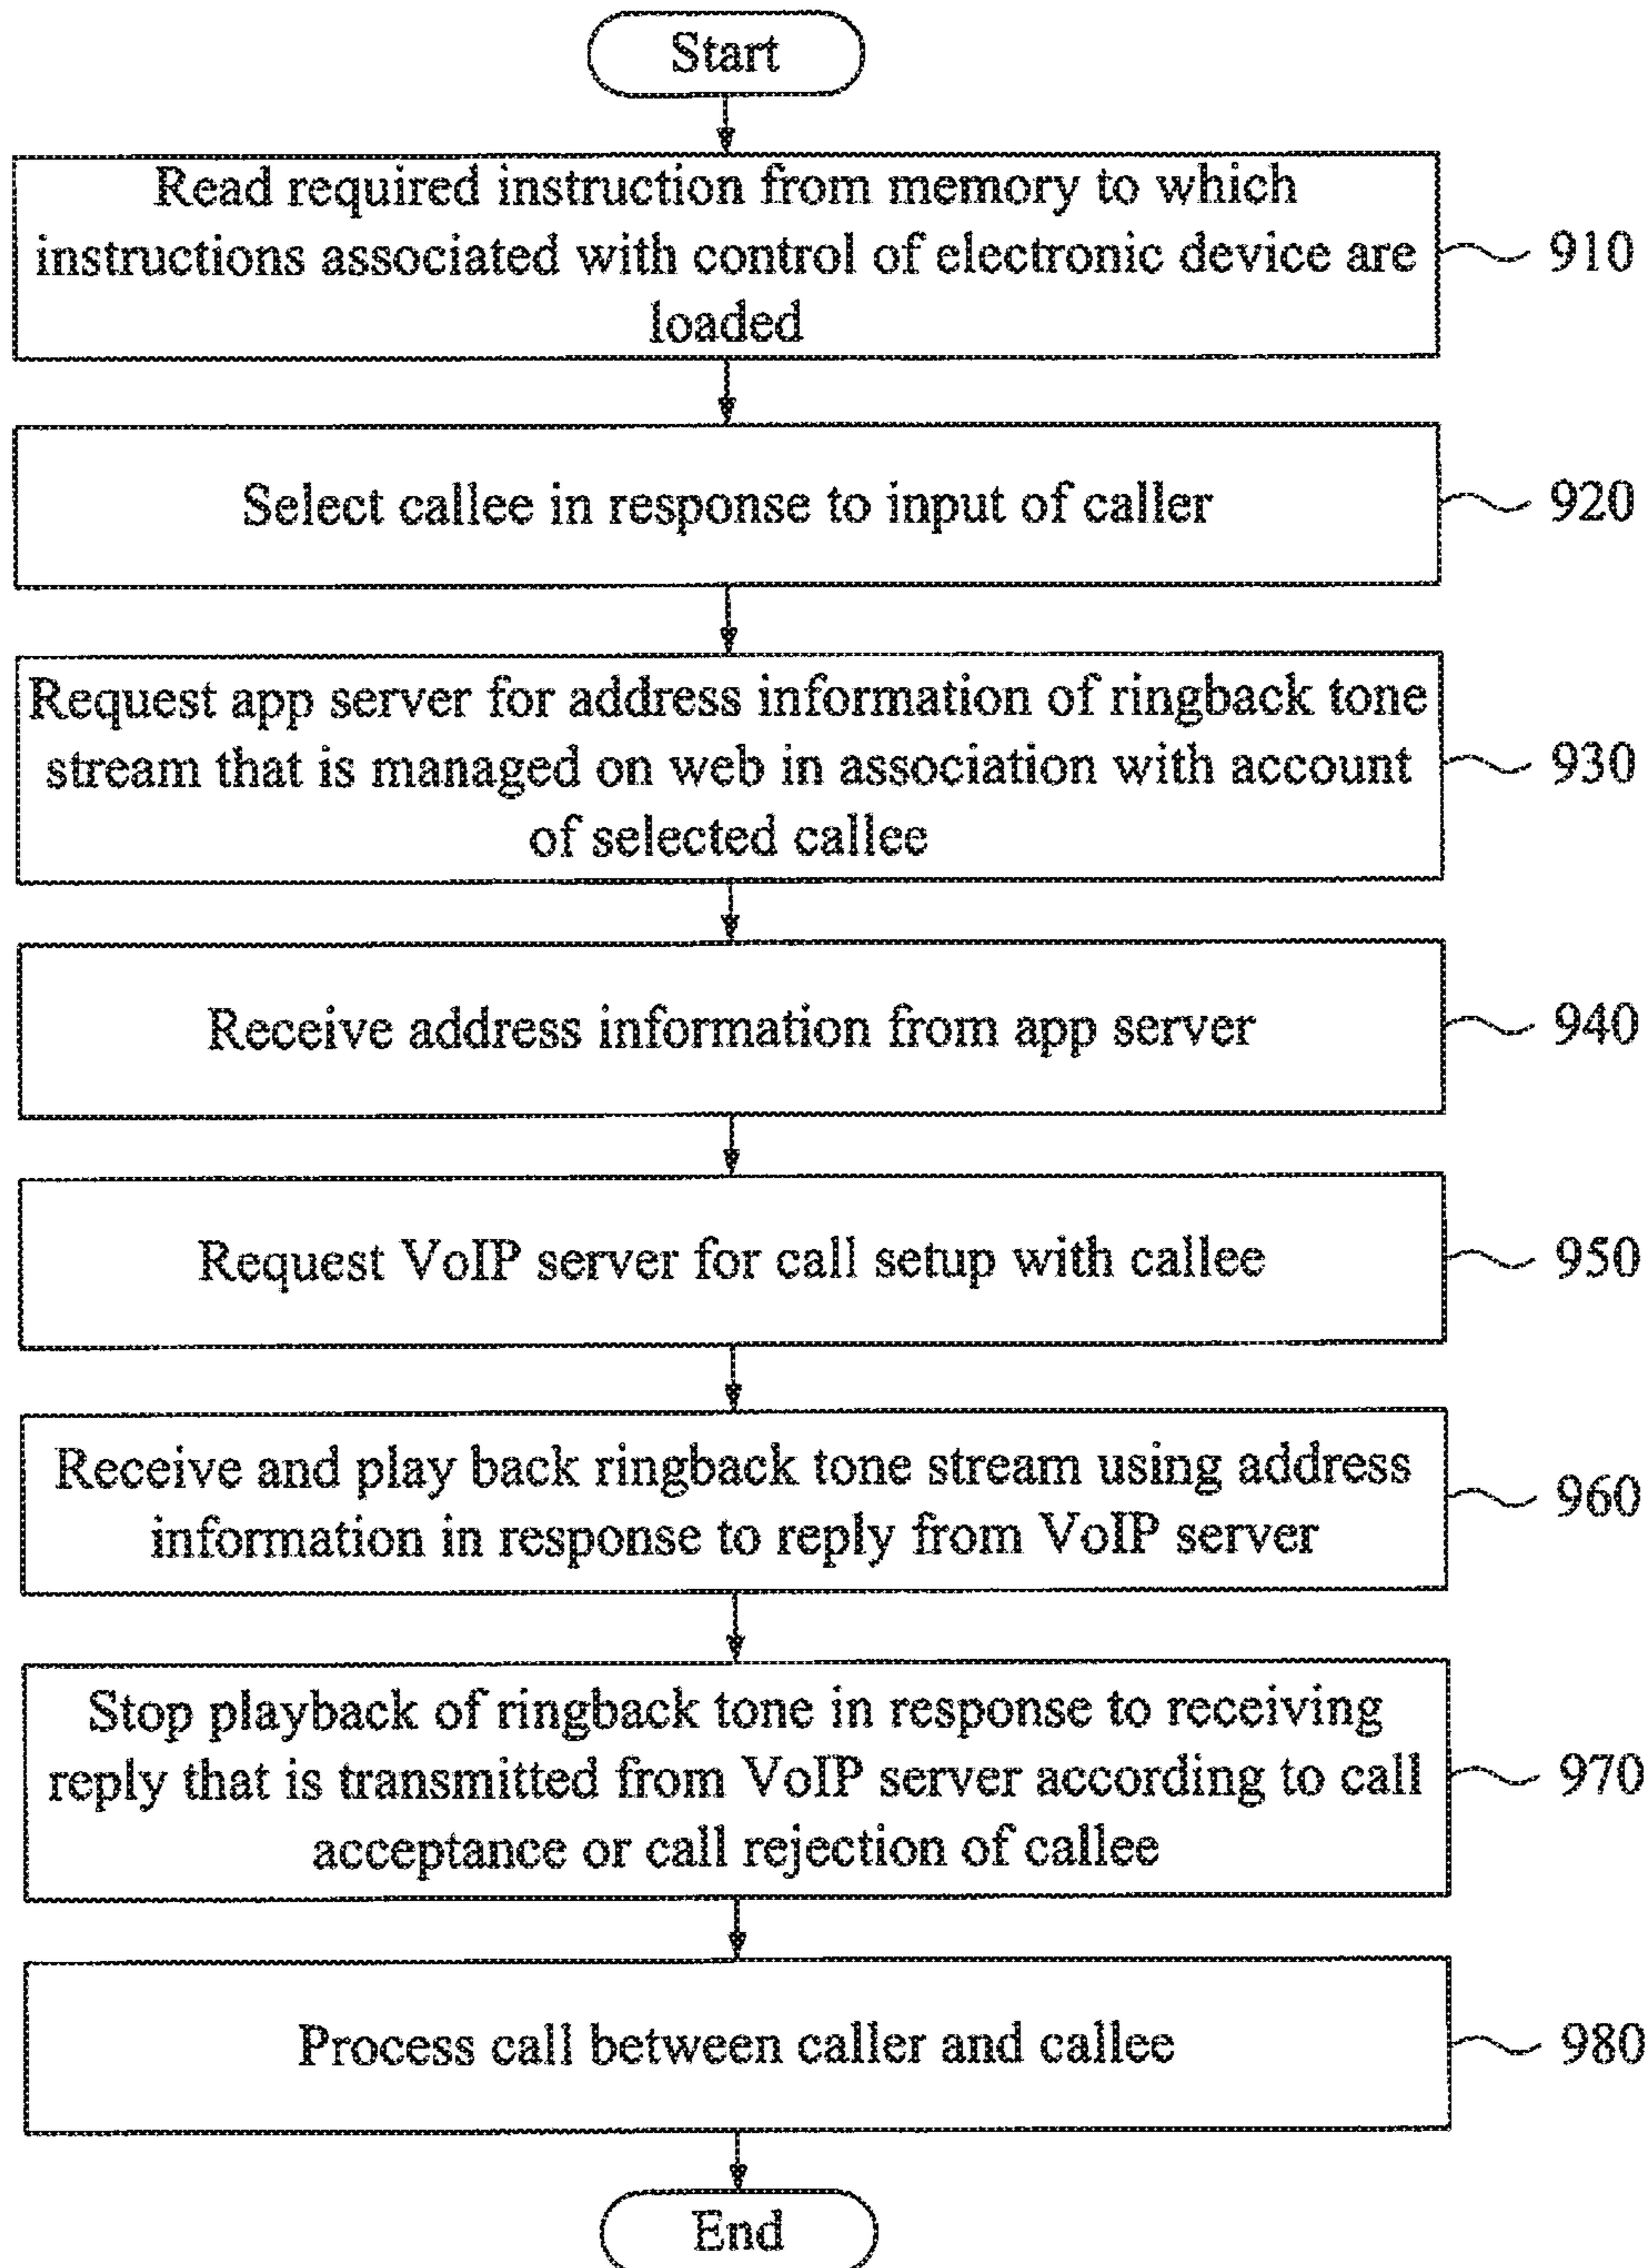 Start
Read required instruction from memory to which
instructions associated with control of electronic device are
loaded
910
Select callee in response to input of caller
920
Request app server for address information of ringback tone
stream that is managed on web in association with account
of selected callee
930
Receive address information from app server
940
Request VoIP server for call setup with callee
950
Receive and play back ringback tone stream using address
information in response to reply from VoIP server
960
Stop playback of ringback tone in response to receiving
reply that is transmitted from VoIP server according to call
acceptance or call rejection of callee
970
Process call between caller and callee
980
End